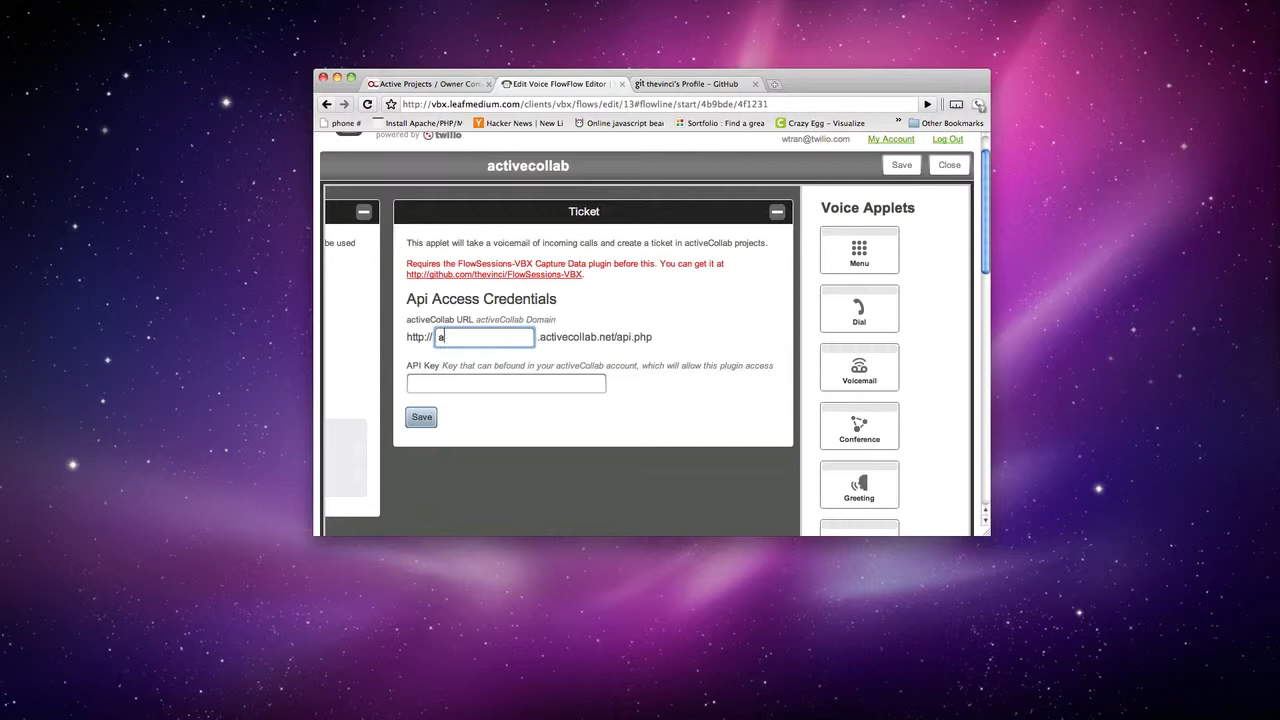 Active Projects / Owner Com
Edit Voice FlowFlow Editor |
git thevinci's Profile - GitHub
http://vbx.leafmedium.com/clients/vbx/flows/edit/13#flowline/start/4b9bde/4f1231
phone #
Install Apache/PHP/M
Hacker News | New Li
Online javascript beau
Sortfolio : Find a grea
Crazy Egg - Visualize
»
Other Bookmarks
powered by twilio
wtran@twilio.com
My Account
Log Out
activecollab
Save
Close
be used
Ticket
This applet will take a voicemail of incoming calls and create a ticket in activeCollab projects.
Requires the FlowSessions-VBX Capture Data plugin before this. You can get it at
http://github.com/thevinci/FlowSessions-VBX.
Api Access Credentials
activeCollab URL activeCollab Domain
http:// a .activecollab.net/api.php
API Key Key that can befound in your activeCollab account, which will allow this plugin access
Save
Voice Applets
Menu
Dial
Voicemail
Conference
Greeting